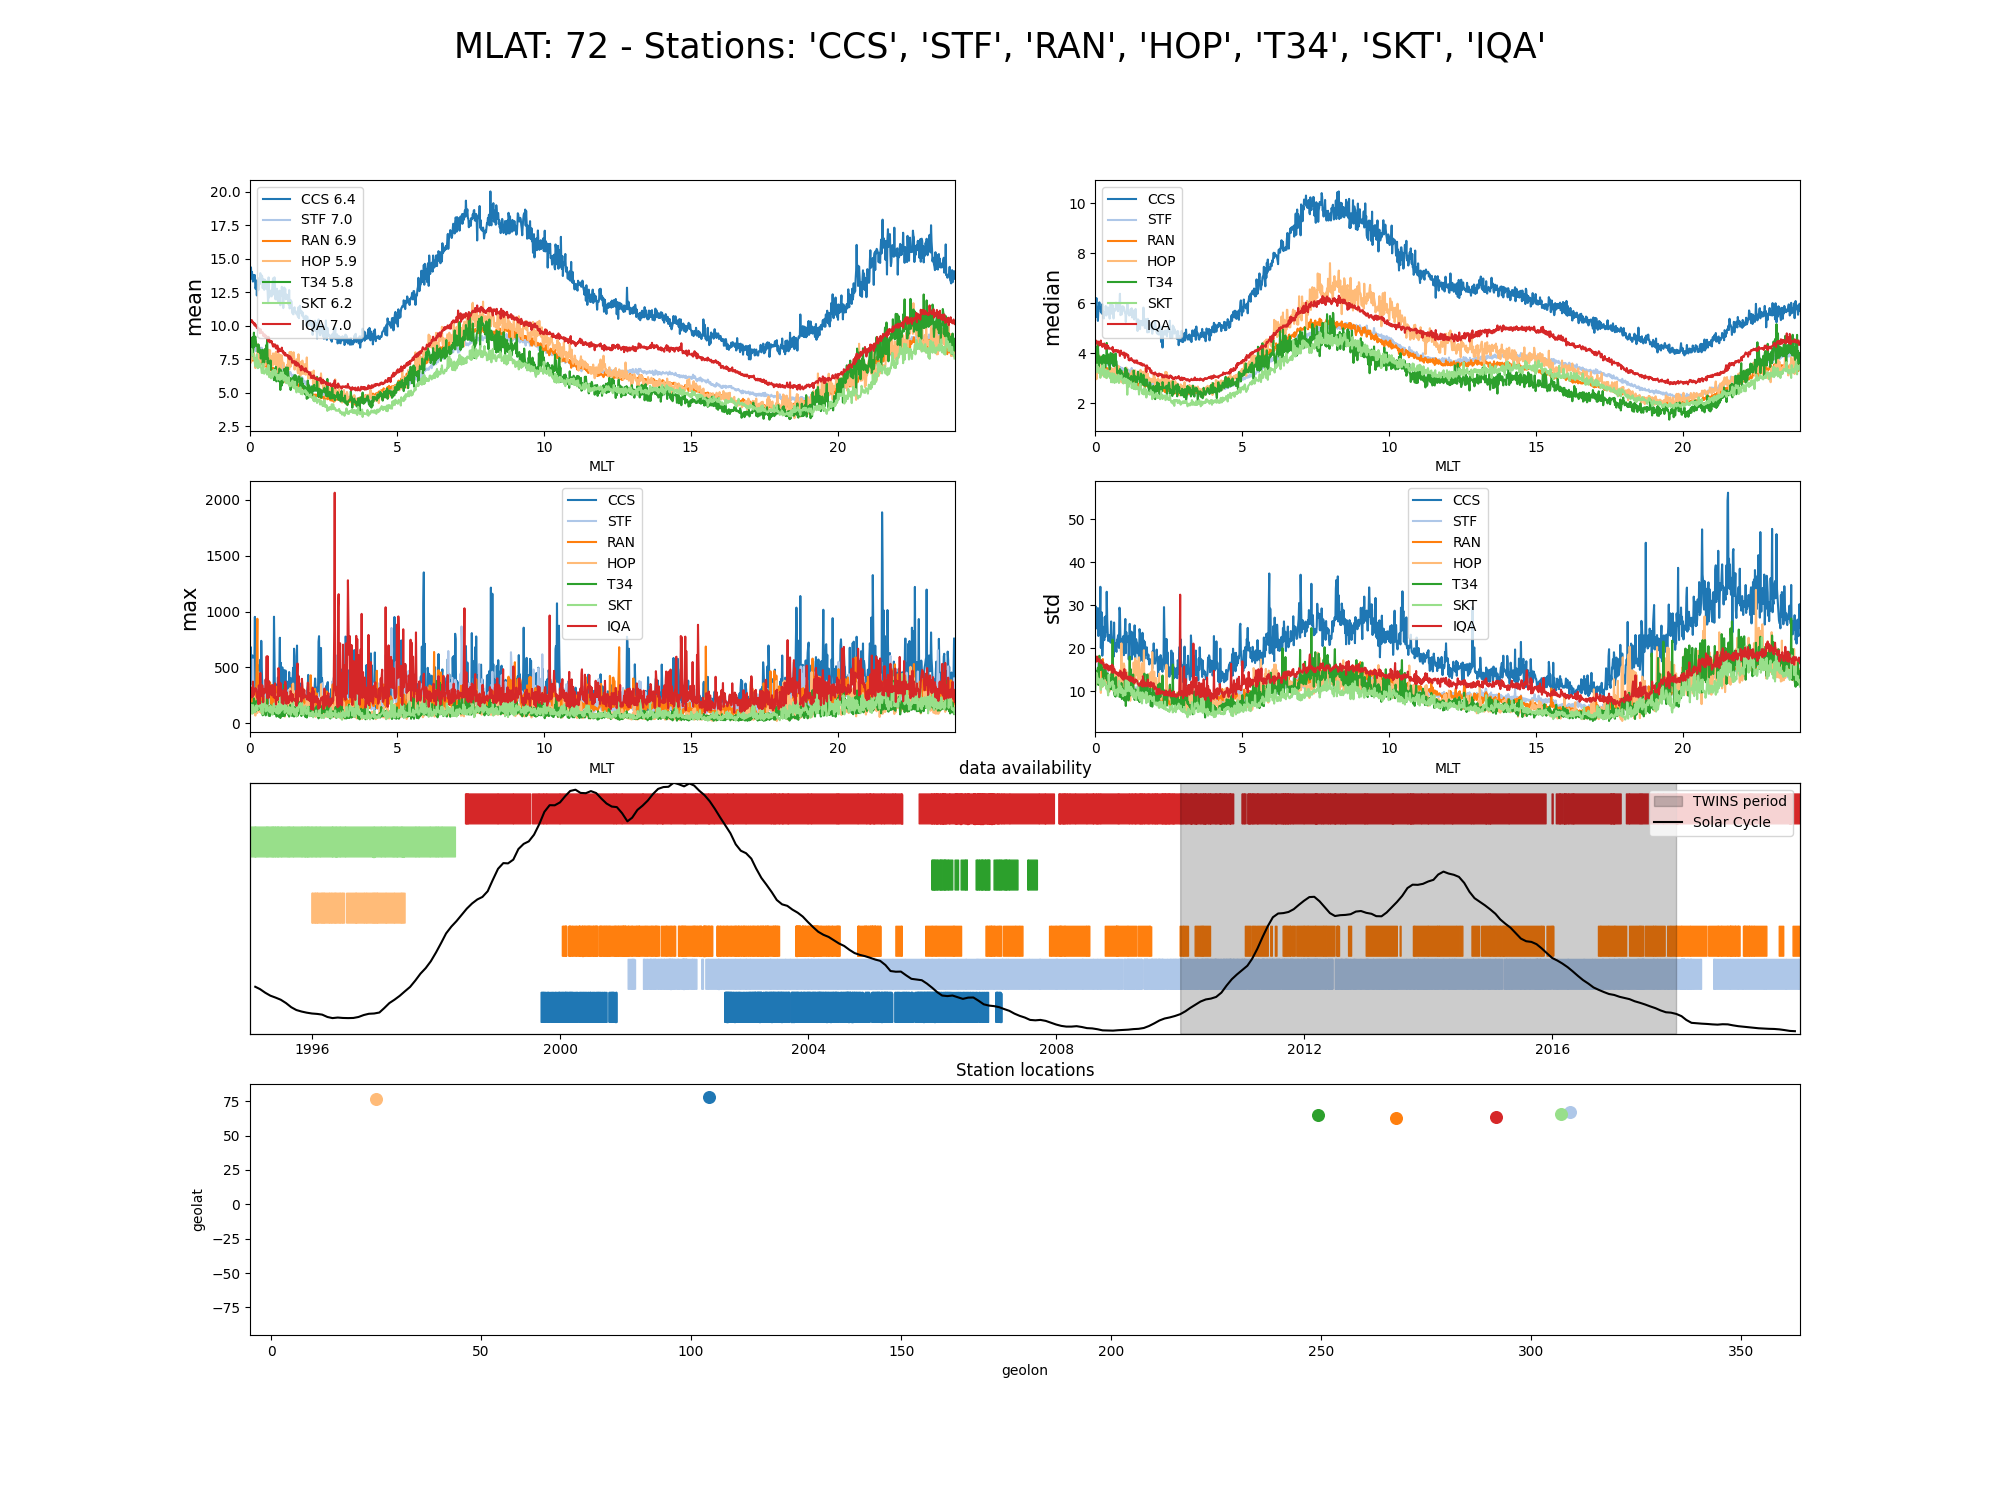 MLAT: 72 - Stations: 'CCS', 'STF', 'RAN', 'HOP', 'T34', 'SKT', 'IQA'
mean
20.0
17.5
15.0
12.5
10.0
7.5
5.0
2.5
CCS 6.4
STF 7.0
RAN 6.9
HOP 5.9
T34 5.8
SKT 6.2
IQA 7.0
0 5 10 15 20
MLT
median
10
8
6
4
2
CCS
STF
RAN
HOP
T34
SKT
IQA
0 5 10 15 20
MLT
max
2000
1500
1000
500
0
CCS
STF
RAN
HOP
T34
SKT
IQA
0 5 10 15 20
MLT
std
50
40
30
20
10
CCS
STF
RAN
HOP
T34
SKT
IQA
0 5 10 15 20
MLT
data availability
TWINS period
Solar Cycle
1996 2000 2004 2008 2012 2016
Station locations
geolat
75
50
25
0
−25
−50
−75
0 50 100 150 200 250 300 350
geolon